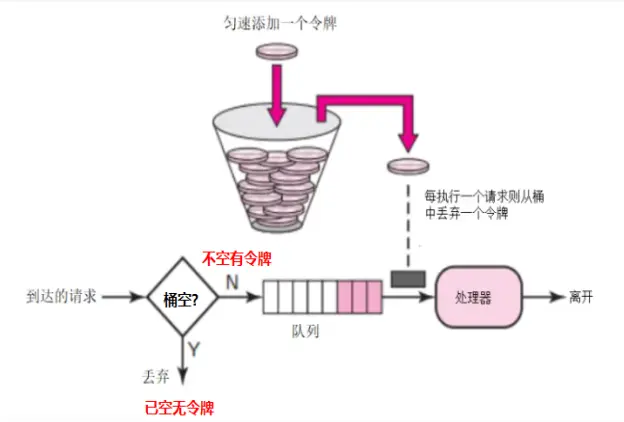 匀速添加一个令牌
每执行一个请求则从桶
中丢弃一个令牌
不空有令牌
到达的请求
桶空?
N
队列
处理器
离开
Y
丢弃
已空无令牌